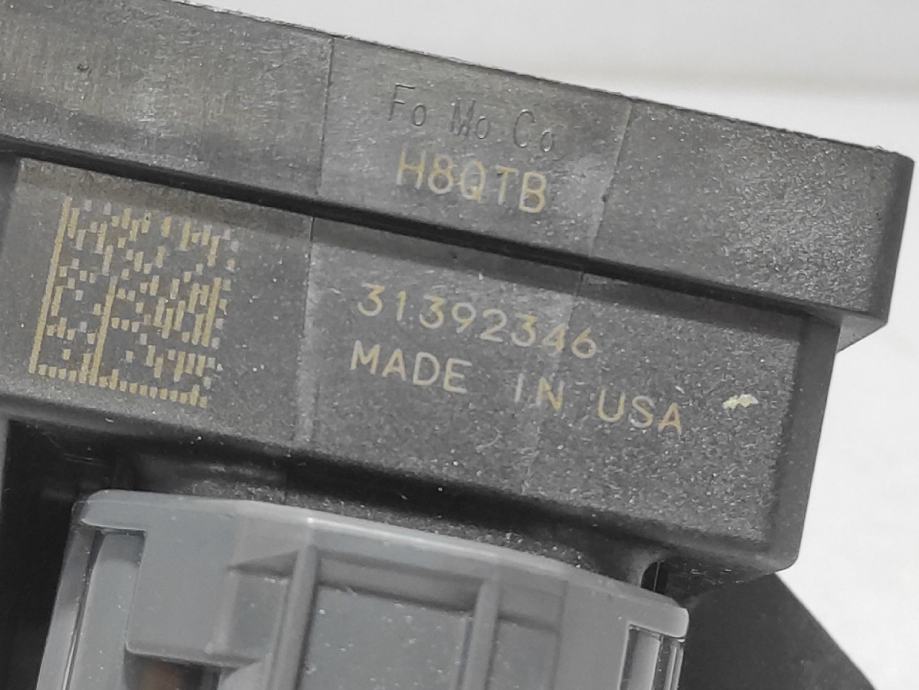 Fo Mo Co
H8QTB
31392346
MADE IN USA